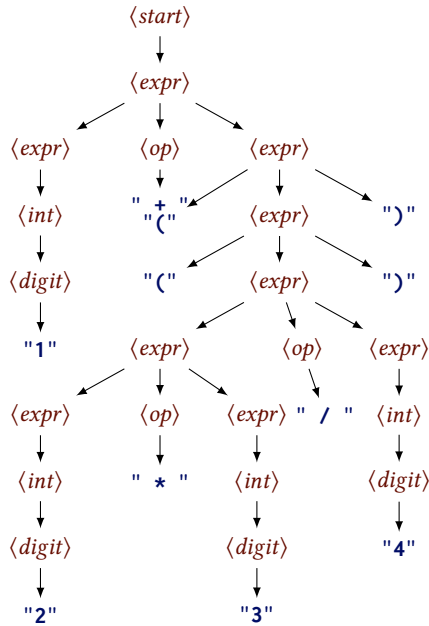 ⟨start⟩
⟨expr⟩
⟨expr⟩ ⟨op⟩ ⟨expr⟩
⟨int⟩ " + " "(" ⟨expr⟩ ")"
⟨digit⟩ "(" ⟨expr⟩ ")"
"1" ⟨expr⟩ ⟨op⟩ ⟨expr⟩
⟨expr⟩ ⟨op⟩ ⟨expr⟩ " / " ⟨int⟩
⟨int⟩ " * " ⟨int⟩ ⟨digit⟩
⟨digit⟩ ⟨digit⟩ "4"
"2" "3"